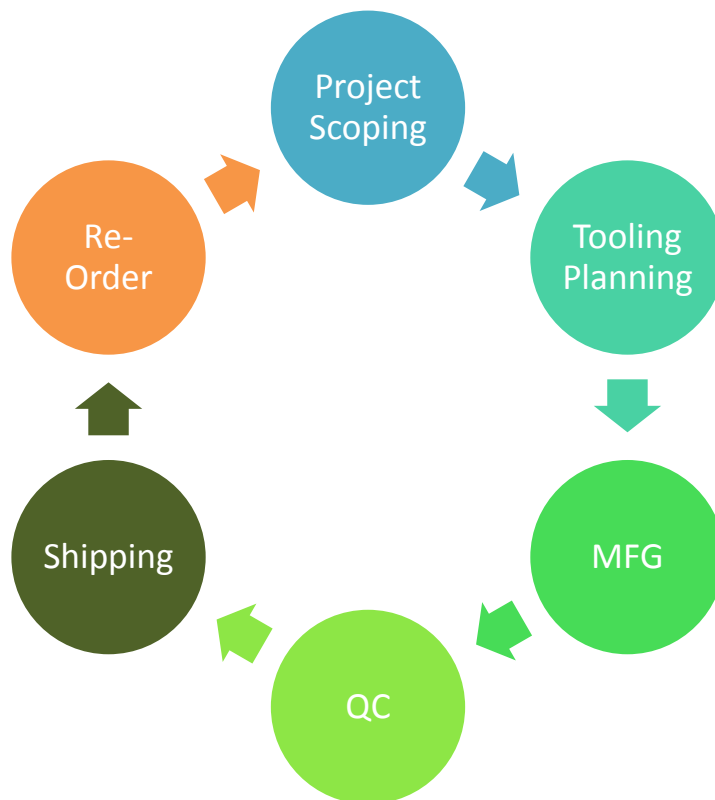 Project
Scoping
Tooling
Planning
MFG
QC
Shipping
Re-
Order